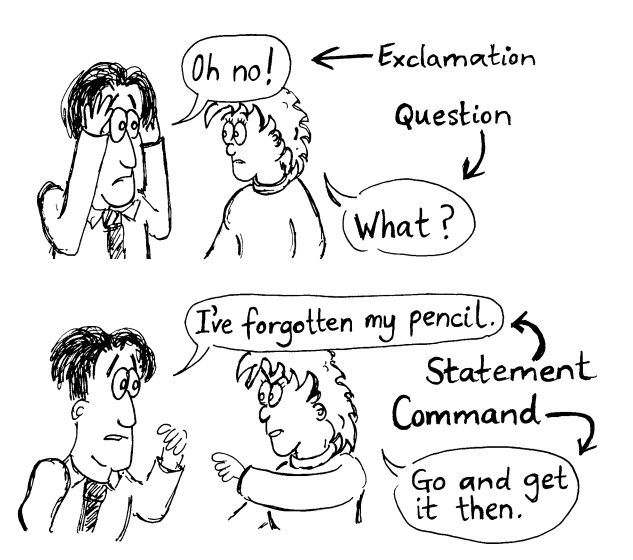 Oh no!
Exclamation
Question
What?
I've forgotten my pencil.
Statement
Command
Go and get
it then.